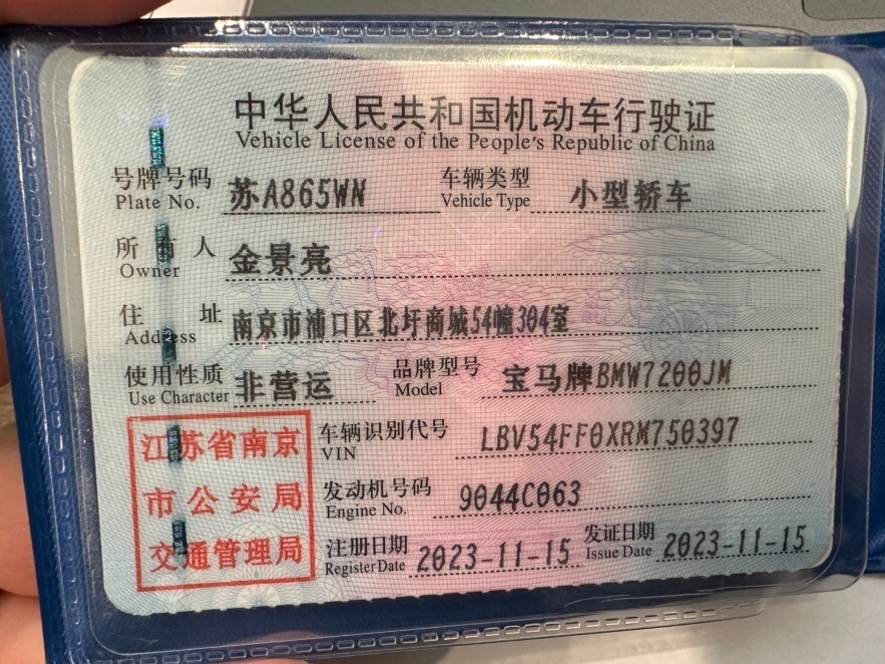 中华人民共和国机动车行驶证
Vehicle License of the People's Republic of China
号牌号码 苏A865WN 车辆类型 小型轿车
Plate No. Vehicle Type
所有人 金景亮
Owner
住址 南京市浦口区北圩商城54幢304室
Address
使用性质 非营运 品牌型号 宝马牌BMW7200JM
Use Character Model
江苏省南京 车辆识别代号 LBV54FF0XRM750397
VIN
市公安局 发动机号码 9044C063
Engine No.
交通管理局 注册日期 2023-11-15 发证日期 2023-11-15
Register Date Issue Date